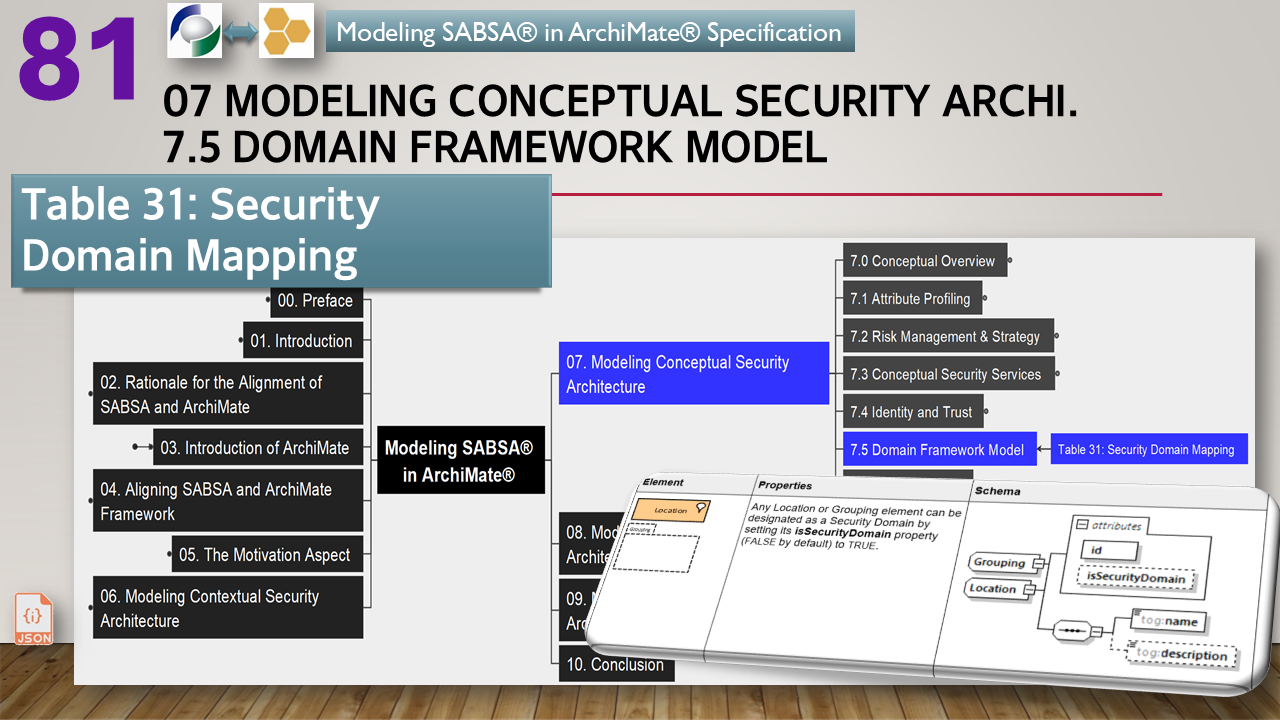 81
Modeling SABSA® in ArchiMate® Specification
07 MODELING CONCEPTUAL SECURITY ARCHI.
7.5 DOMAIN FRAMEWORK MODEL
Table 31: Security
Domain Mapping
00. Preface
01. Introduction
02. Rationale for the Alignment of
SABSA and ArchiMate
03. Introduction of ArchiMate
04. Aligning SABSA and ArchiMate
Framework
05. The Motivation Aspect
06. Modeling Contextual Security
Architecture
Modeling SABSA®
in ArchiMate®
07. Modeling Conceptual Security
Architecture
7.0 Conceptual Overview
7.1 Attribute Profiling
7.2 Risk Management & Strategy
7.3 Conceptual Security Services
7.4 Identity and Trust
7.5 Domain Framework Model
Table 31: Security Domain Mapping
08. Mod
Archite
09.
Arc
10. Conclusion
Element
Properties
Schema
Location
Grouping
Any Location or Grouping element can be
designated as a Security Domain by
setting its isSecurityDomain property
(FALSE by default) to TRUE.
attributes
id
isSecurityDomain
Grouping
Location
tog:name
tog:description
{i}
JSON